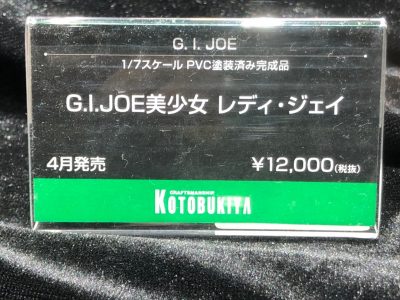 G. I. JOE
1/7スケール PVC塗装済み完成品
G.I.JOE美少女 レディ・ジェイ
4月発売 ¥12,000(税抜)
CRAFTSMANSHIP
KOTOBUKIYA